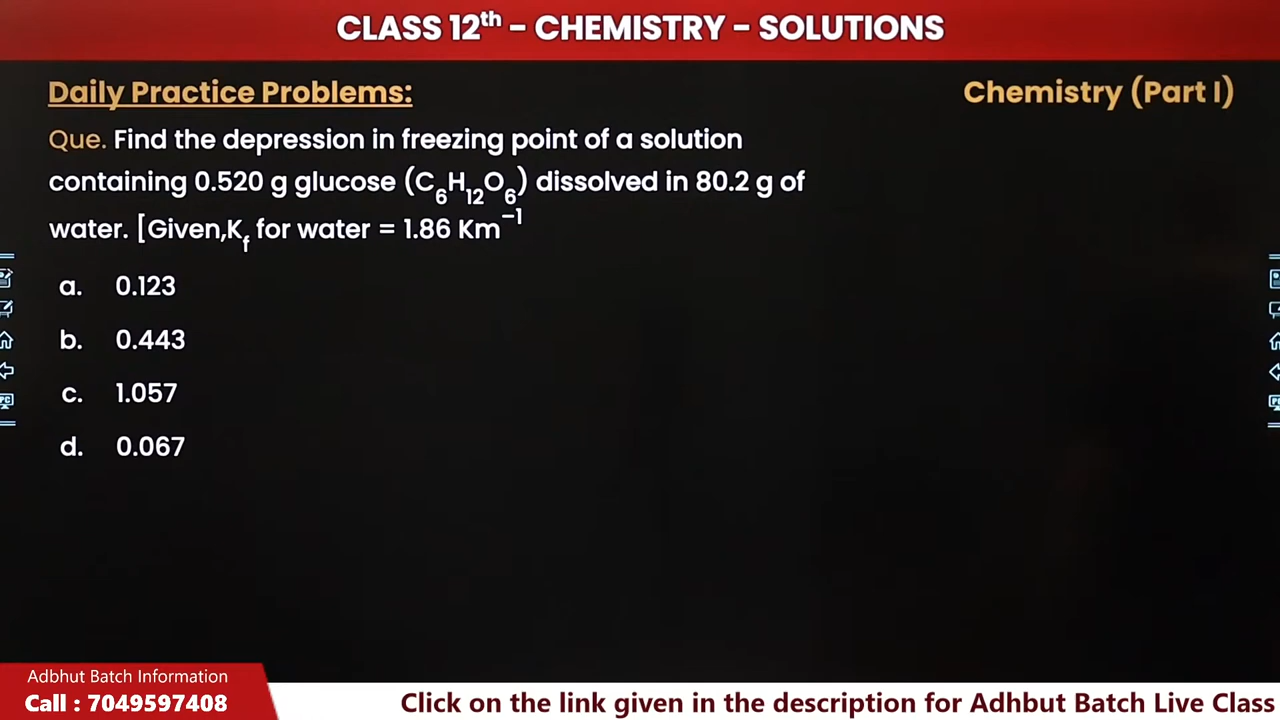 CLASS 12th - CHEMISTRY - SOLUTIONS
Daily Practice Problems:
Chemistry (Part I)
Que. Find the depression in freezing point of a solution
containing 0.520 g glucose (C6H12O6) dissolved in 80.2 g of
water. [Given,Kf for water = 1.86 Km−1
a. 0.123
b. 0.443
c. 1.057
d. 0.067
Adbhut Batch Information
Call : 7049597408
Click on the link given in the description for Adhbut Batch Live Class